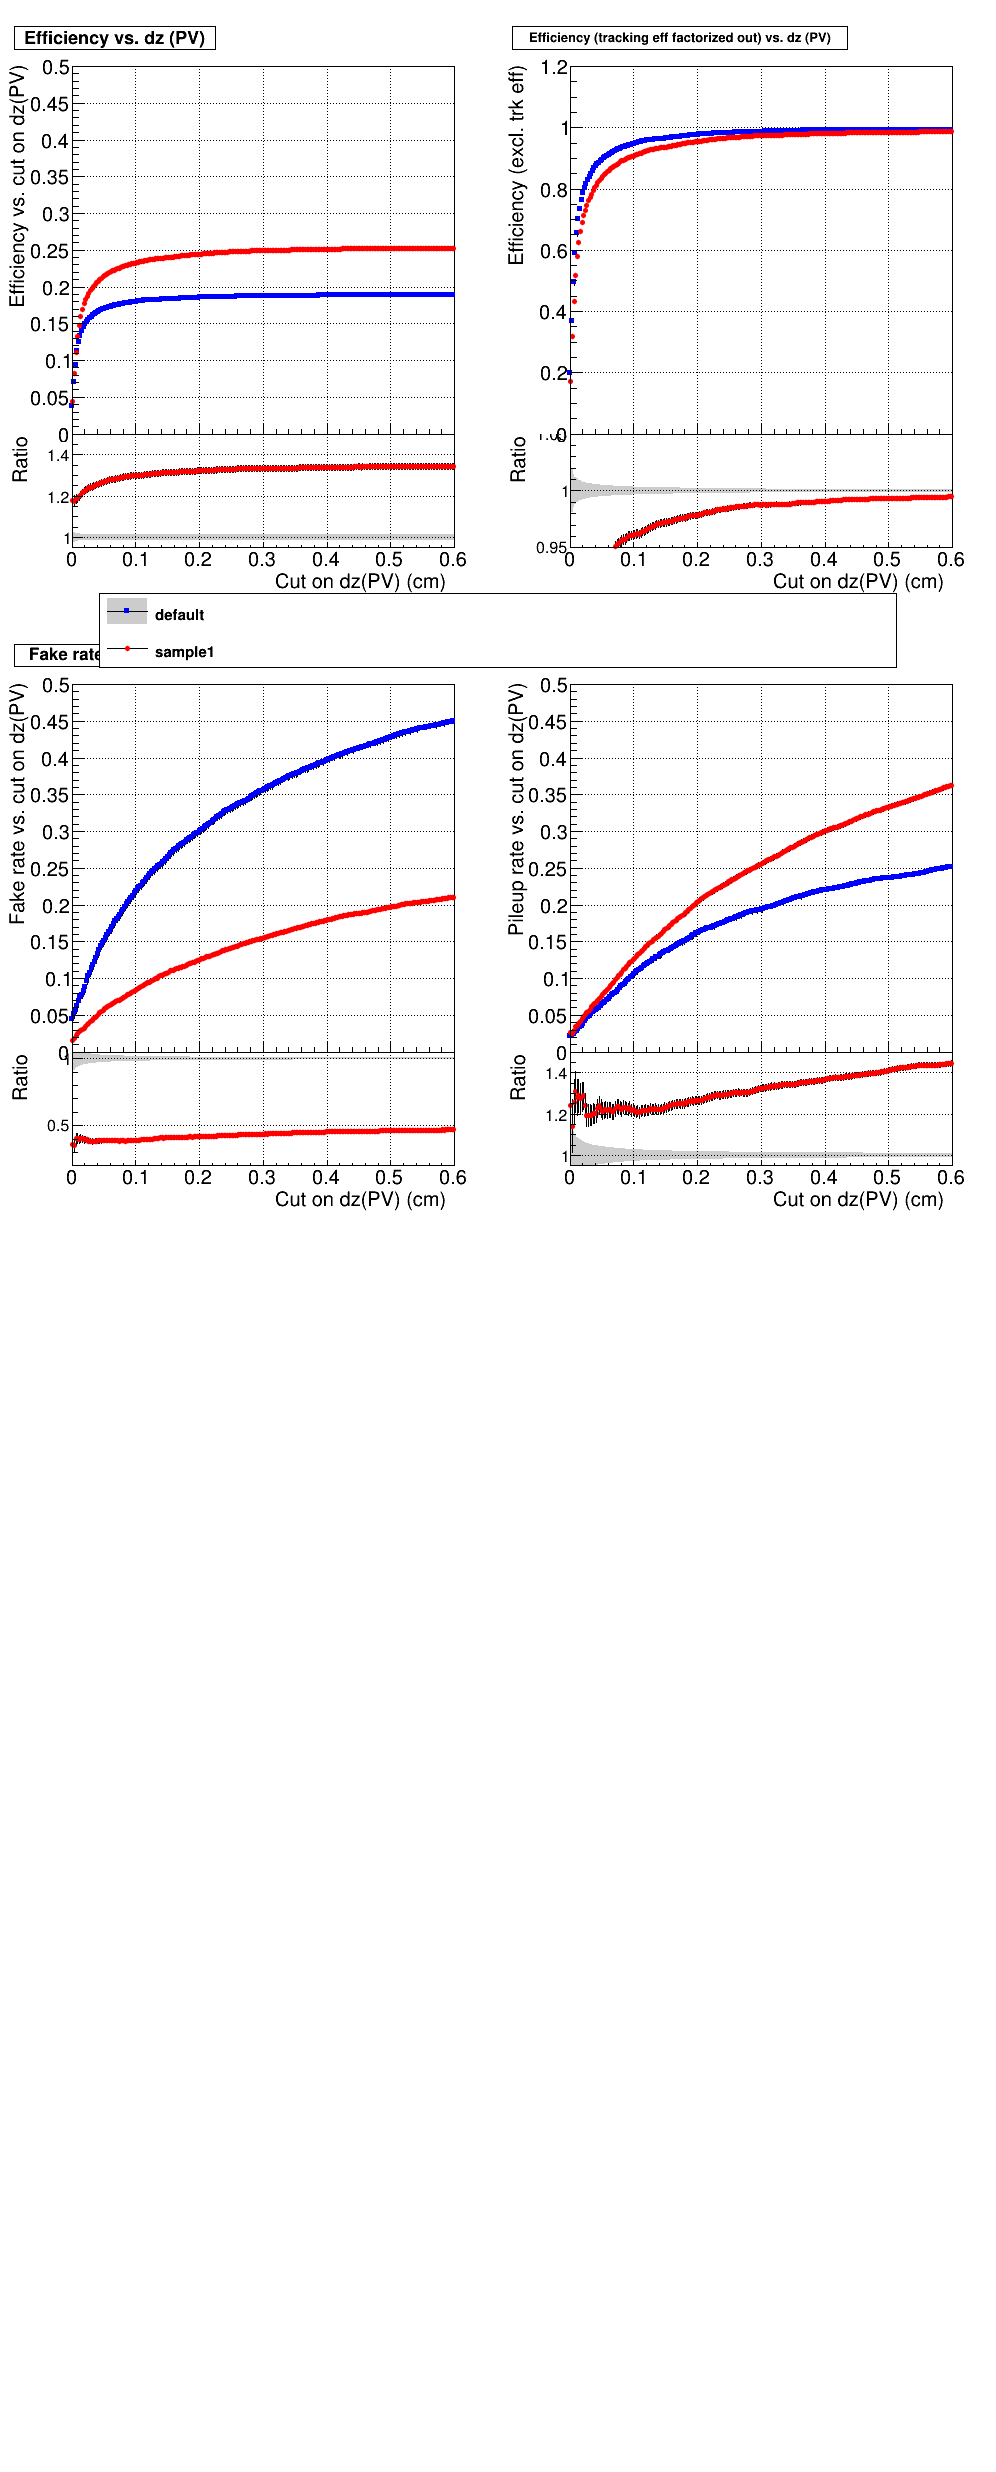 Efficiency vs. dz (PV)
Efficiency (tracking eff factorized out) vs. dz (PV)
Efficiency vs. cut on dz(PV)
0.5
0.45
0.4
0.35
0.3
0.25
0.2
0.15
0.1
0.05
0
Ratio
1.4
1.2
1
0 0.1 0.2 0.3 0.4 0.5 0.6
Cut on dz(PV) (cm)
Efficiency (excl. trk eff)
1.2
1
0.8
0.6
0.4
0.2
0
Ratio
1
0.95
0 0.1 0.2 0.3 0.4 0.5 0.6
Cut on dz(PV) (cm)
default
sample1
Fake rate
Fake rate vs. cut on dz(PV)
0.5
0.45
0.4
0.35
0.3
0.25
0.2
0.15
0.1
0.05
0
Ratio
0.5
0 0.1 0.2 0.3 0.4 0.5 0.6
Cut on dz(PV) (cm)
Pileup rate vs. cut on dz(PV)
0.5
0.45
0.4
0.35
0.3
0.25
0.2
0.15
0.1
0.05
0
Ratio
1.4
1.2
1
0 0.1 0.2 0.3 0.4 0.5 0.6
Cut on dz(PV) (cm)